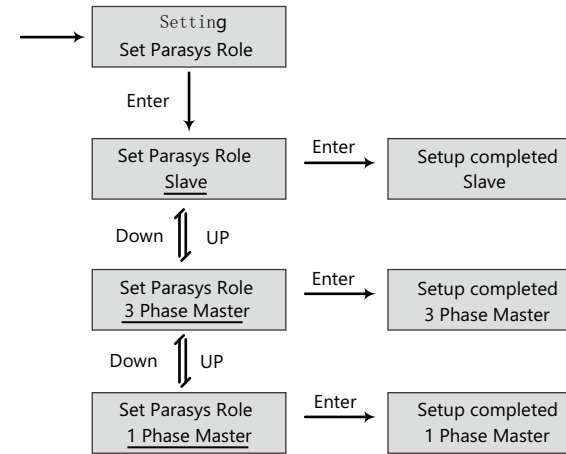 Setting
Set Parasys Role
Enter
Set Parasys Role
Slave
Enter
Setup completed
Slave
Down
UP
Set Parasys Role
3 Phase Master
Enter
Setup completed
3 Phase Master
Down
UP
Set Parasys Role
1 Phase Master
Enter
Setup completed
1 Phase Master